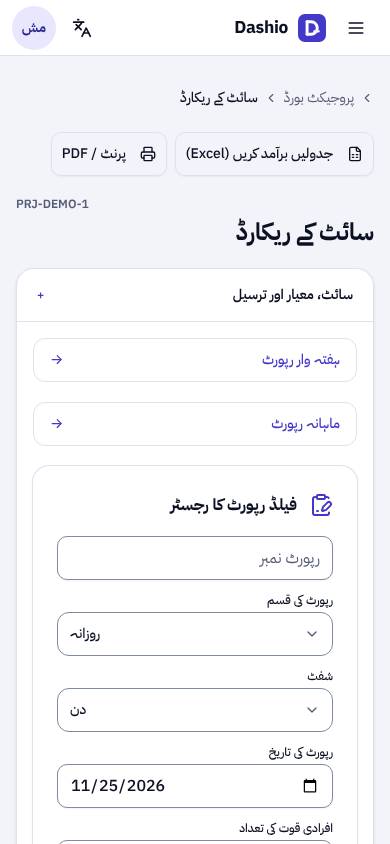 Dashio
مش
پروجیکٹ بورڈ
سائٹ کے ریکارڈ
جدولیں برآمد کریں (Excel)
پرنٹ / PDF
PRJ-DEMO-1
سائٹ کے ریکارڈ
سائٹ، معیار اور ترسیل +
ہفتہ وار رپورٹ
ماہانہ رپورٹ
فیلڈ رپورٹ کا رجسٹر
رپورٹ نمبر
رپورٹ کی قسم
روزانہ
شفٹ
دن
رپورٹ کی تاریخ
11/25/2026
افرادی قوت کی تعداد